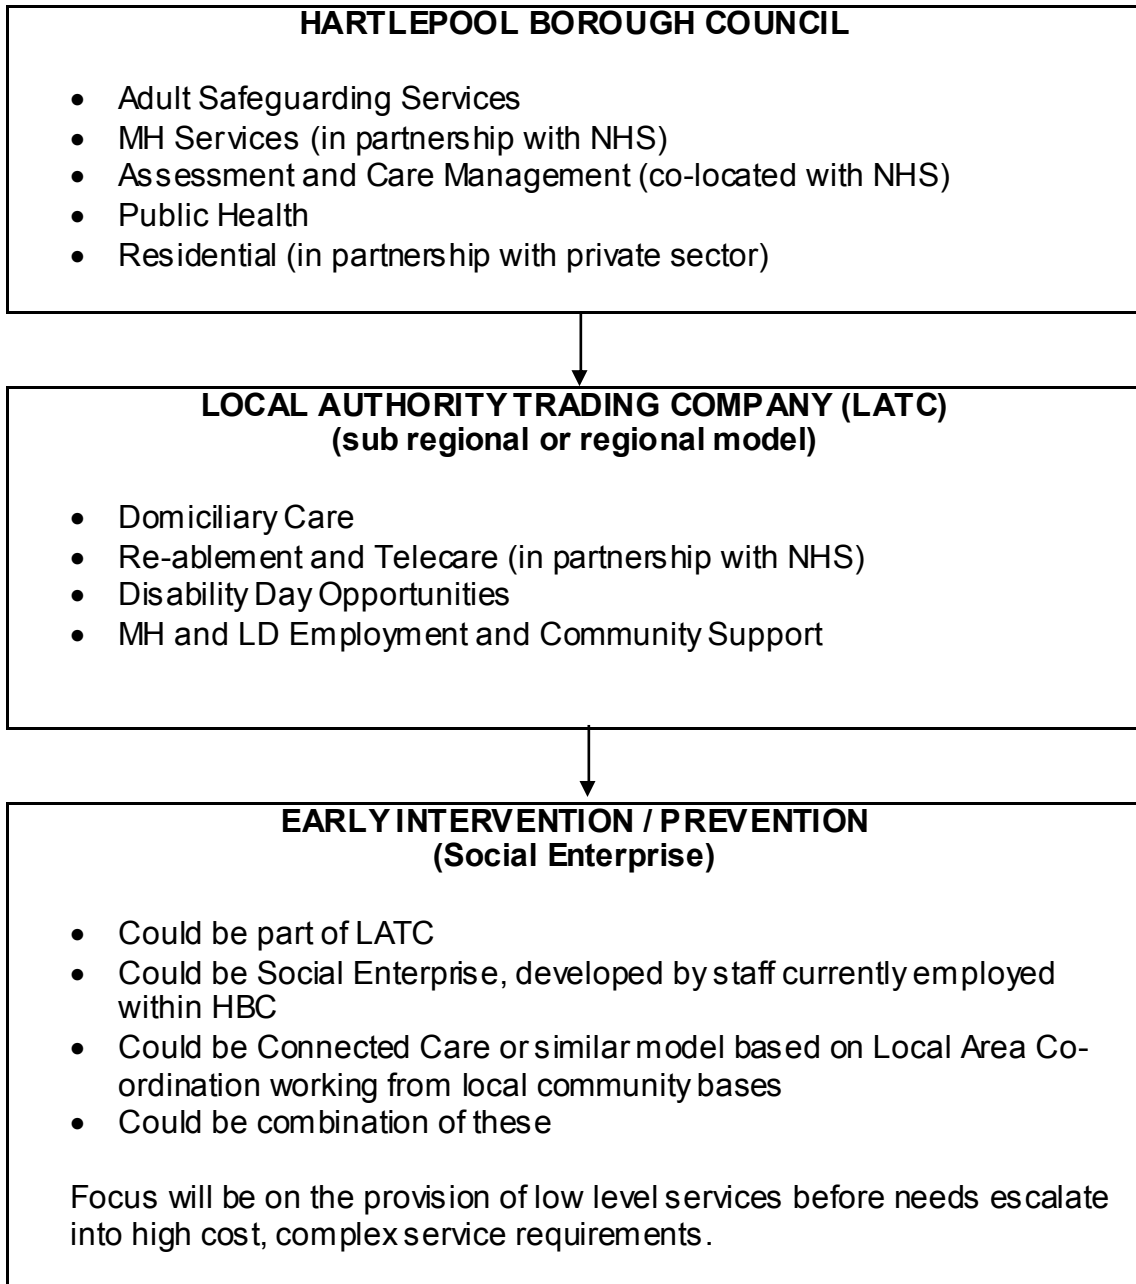 HARTLEPOOL BOROUGH COUNCIL
• Adult Safeguarding Services
• MH Services (in partnership with NHS)
• Assessment and Care Management (co-located with NHS)
• Public Health
• Residential (in partnership with private sector)
LOCAL AUTHORITY TRADING COMPANY (LATC)
(sub regional or regional model)
• Domiciliary Care
• Re-ablement and Telecare (in partnership with NHS)
• Disability Day Opportunities
• MH and LD Employment and Community Support
EARLY INTERVENTION / PREVENTION
(Social Enterprise)
• Could be part of LATC
• Could be Social Enterprise, developed by staff currently employed
within HBC
• Could be Connected Care or similar model based on Local Area Co-
ordination working from local community bases
• Could be combination of these
Focus will be on the provision of low level services before needs escalate
into high cost, complex service requirements.